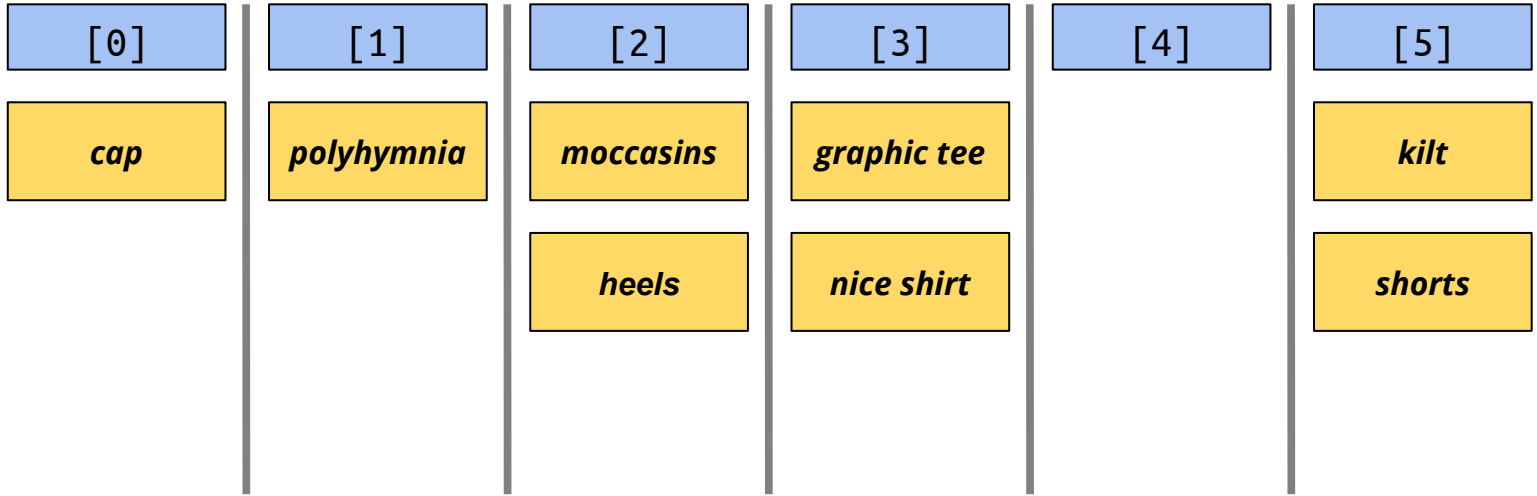 [0] [1] [2] [3] [4] [5]
cap polyhymnia moccasins graphic tee kilt
heels nice shirt shorts